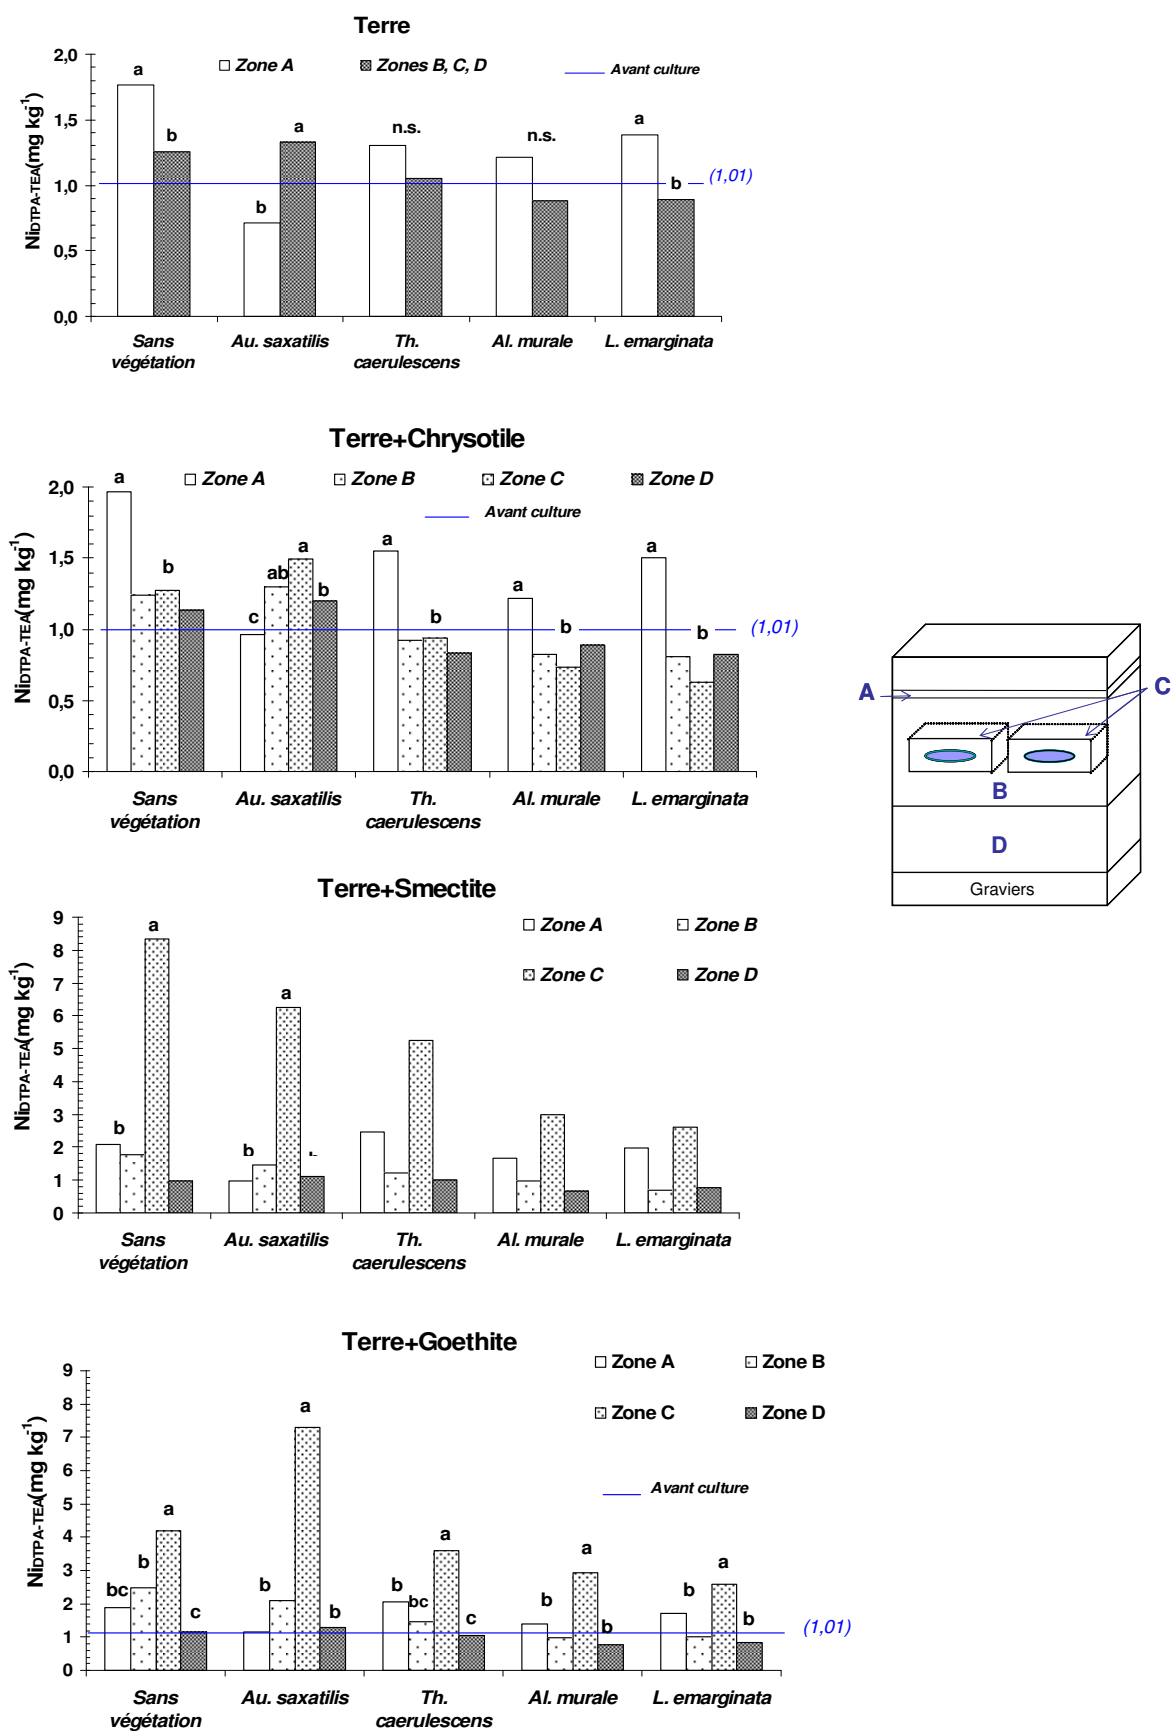 Terre
Zone A
Zones B, C, D
Avant culture
NiDTPA-TEA(mg kg-1)
2,0
1,5
1,0
0,5
0,0
a
b
b
a
n.s.
n.s.
a
b
(1,01)
Sans végétation
Au. saxatilis
Th. caerulescens
Al. murale
L. emarginata
Terre+Chrysotile
Zone A
Zone B
Zone C
Zone D
Avant culture
NiDTPA-TEA(mg kg-1)
2,0
1,5
1,0
0,5
0,0
a
b
c
ab
a
b
a
b
a
b
a
b
(1,01)
Sans végétation
Au. saxatilis
Th. caerulescens
Al. murale
L. emarginata
A
C
B
D
Graviers
Terre+Smectite
Zone A
Zone B
Zone C
Zone D
NiDTPA-TEA(mg kg-1)
9
8
7
6
5
4
3
2
1
0
b
a
b
a
Sans végétation
Au. saxatilis
Th. caerulescens
Al. murale
L. emarginata
Terre+Goethite
Zone A
Zone B
Zone C
Zone D
Avant culture
NiDTPA-TEA(mg kg-1)
9
8
7
6
5
4
3
2
1
0
bc
b
a
c
b
a
b
b
bc
a
c
b
a
b
b
a
b
(1,01)
Sans végétation
Au. saxatilis
Th. caerulescens
Al. murale
L. emarginata